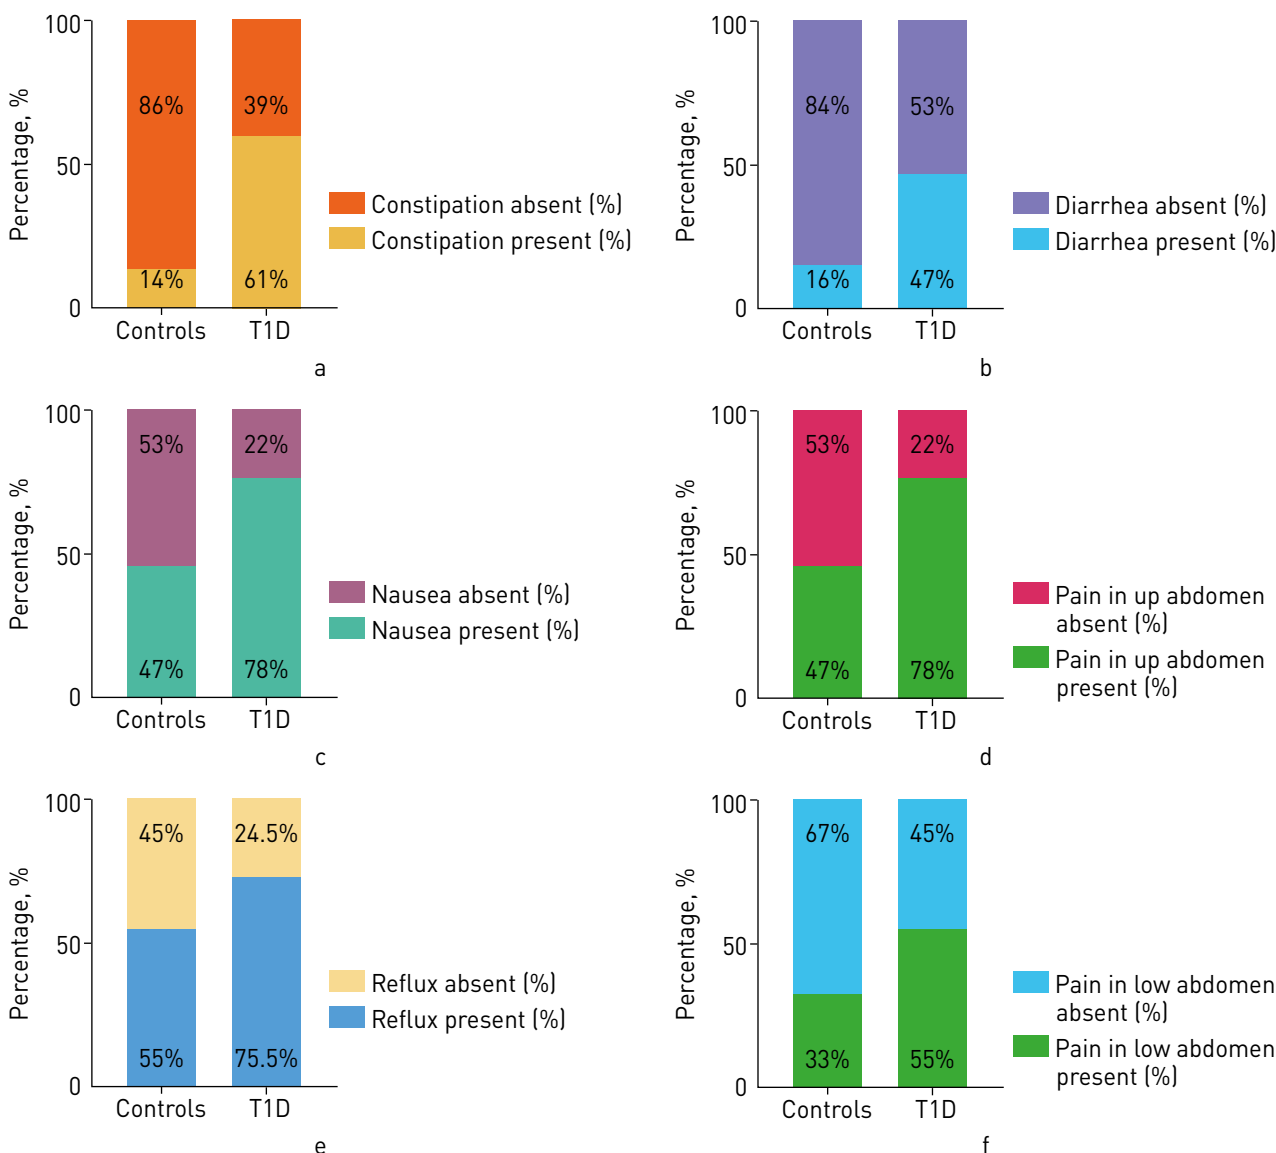 100
50
0
Percentage, %
86%
39%
14%
61%
Controls
T1D
Constipation absent (%)
Constipation present (%)
a
100
50
0
Percentage, %
84%
53%
16%
47%
Controls
T1D
Diarrhea absent (%)
Diarrhea present (%)
b
100
50
0
Percentage, %
53%
22%
47%
78%
Controls
T1D
Nausea absent (%)
Nausea present (%)
c
100
50
0
Percentage, %
53%
22%
47%
78%
Controls
T1D
Pain in up abdomen
absent (%)
Pain in up abdomen
present (%)
d
100
50
0
Percentage, %
45%
24.5%
55%
75.5%
Controls
T1D
Reflux absent (%)
Reflux present (%)
e
100
50
0
Percentage, %
67%
45%
33%
55%
Controls
T1D
Pain in low abdomen
absent (%)
Pain in low abdomen
present (%)
f